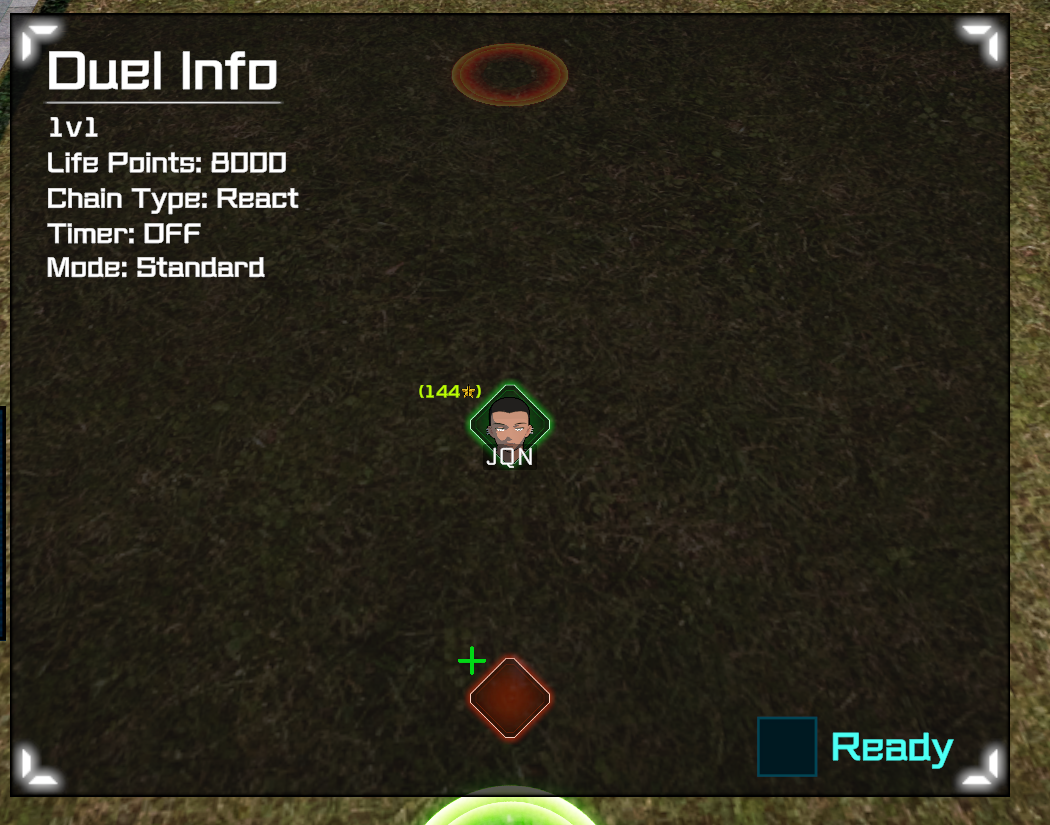 Duel Info
1v1
Life Points: 8000
Chain Type: React
Timer: OFF
Mode: Standard
(144★)
JQN
Ready